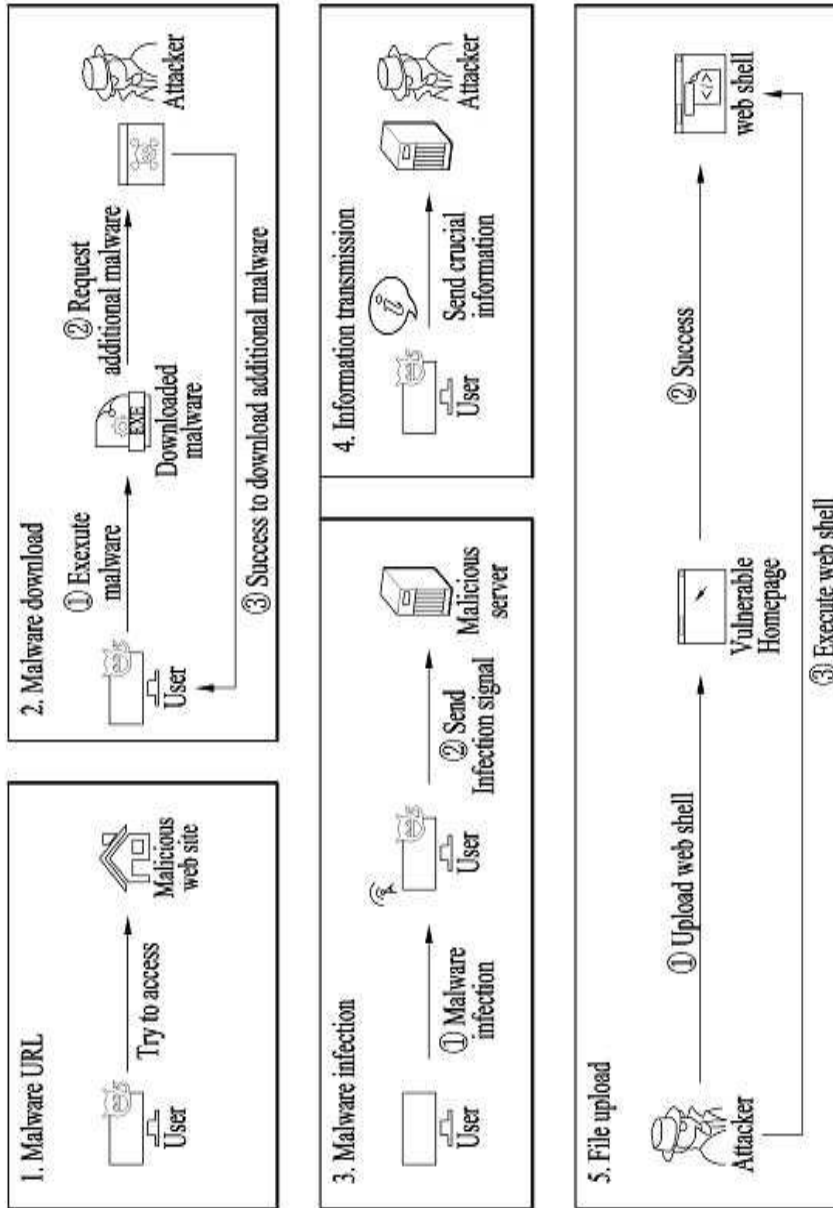 1. Malware URL
Try to access
User
Malicious
web site
2. Malware download
① Exexute
malware
② Request
additional malware
User
Downloaded
malware
EXE
Attacker
③ Success to download additional malware
3. Malware infection
① Malware
infection
② Send
Infection signal
User
User
Malicious
server
4. Information transmission
i
Send crucial
information
User
Attacker
5. File upload
① Upload web shell
② Success
Attacker
Vulnerable
Homepage
</>
web shell
③ Execute web shell